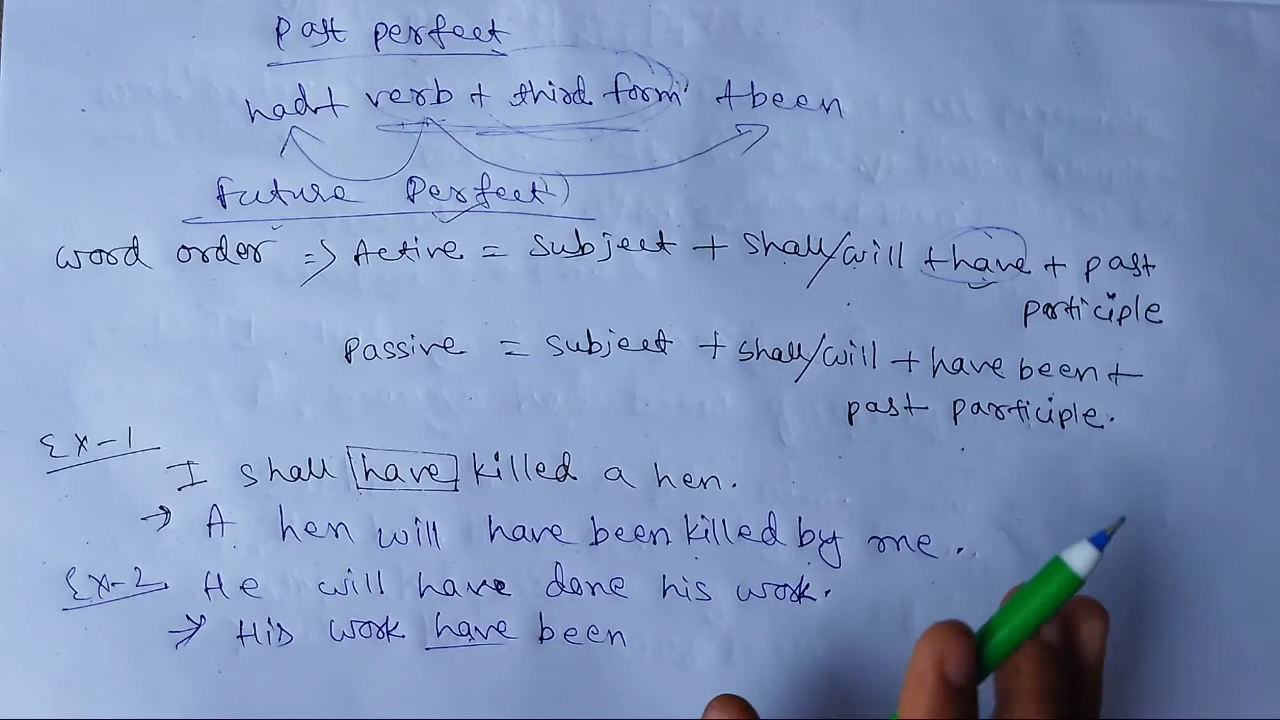 Past perfect
had+ verb + third form +been
Future Perfect)
word order => Active = subject + shall/will + have + past
participle
Passive = subject + shall/will + have been +
past participle.
Ex-1
I shall have killed a hen.
→ A hen will have been killed by me.
Ex-2. He will have done his work.
→ His work have been